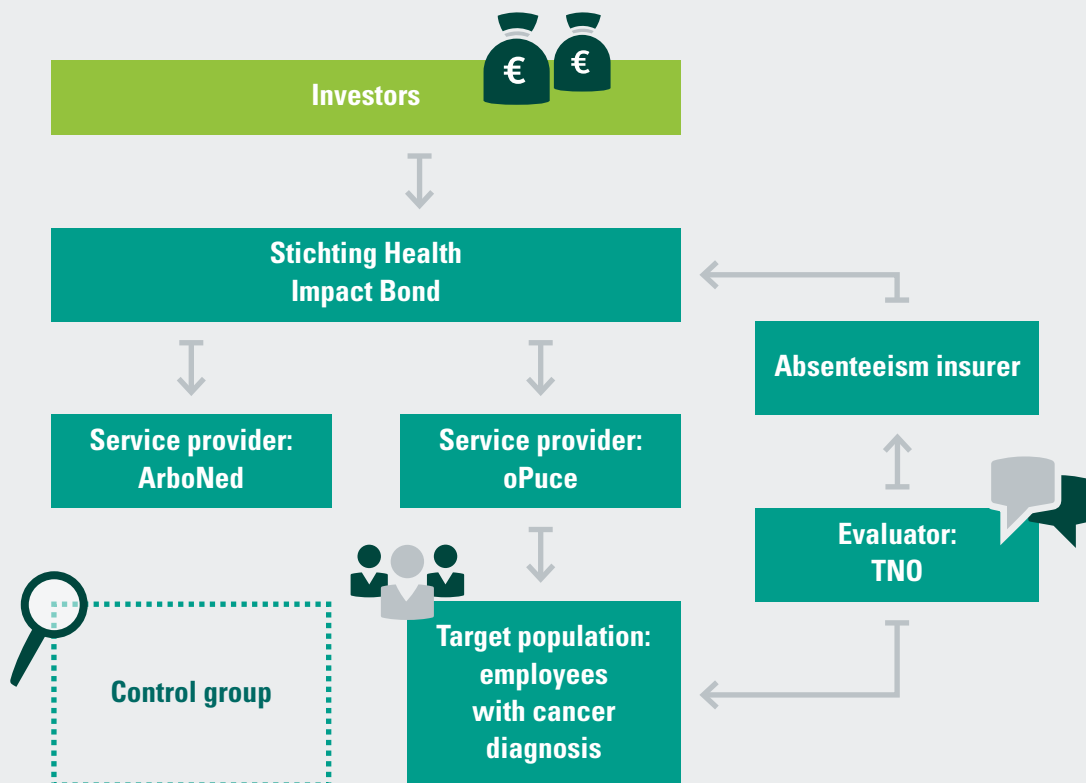 € €
Investors
Stichting Health
Impact Bond
Absenteeism insurer
Service provider:
ArboNed
Service provider:
oPuce
Evaluator:
TNO
Target population:
employees
with cancer
diagnosis
Control group